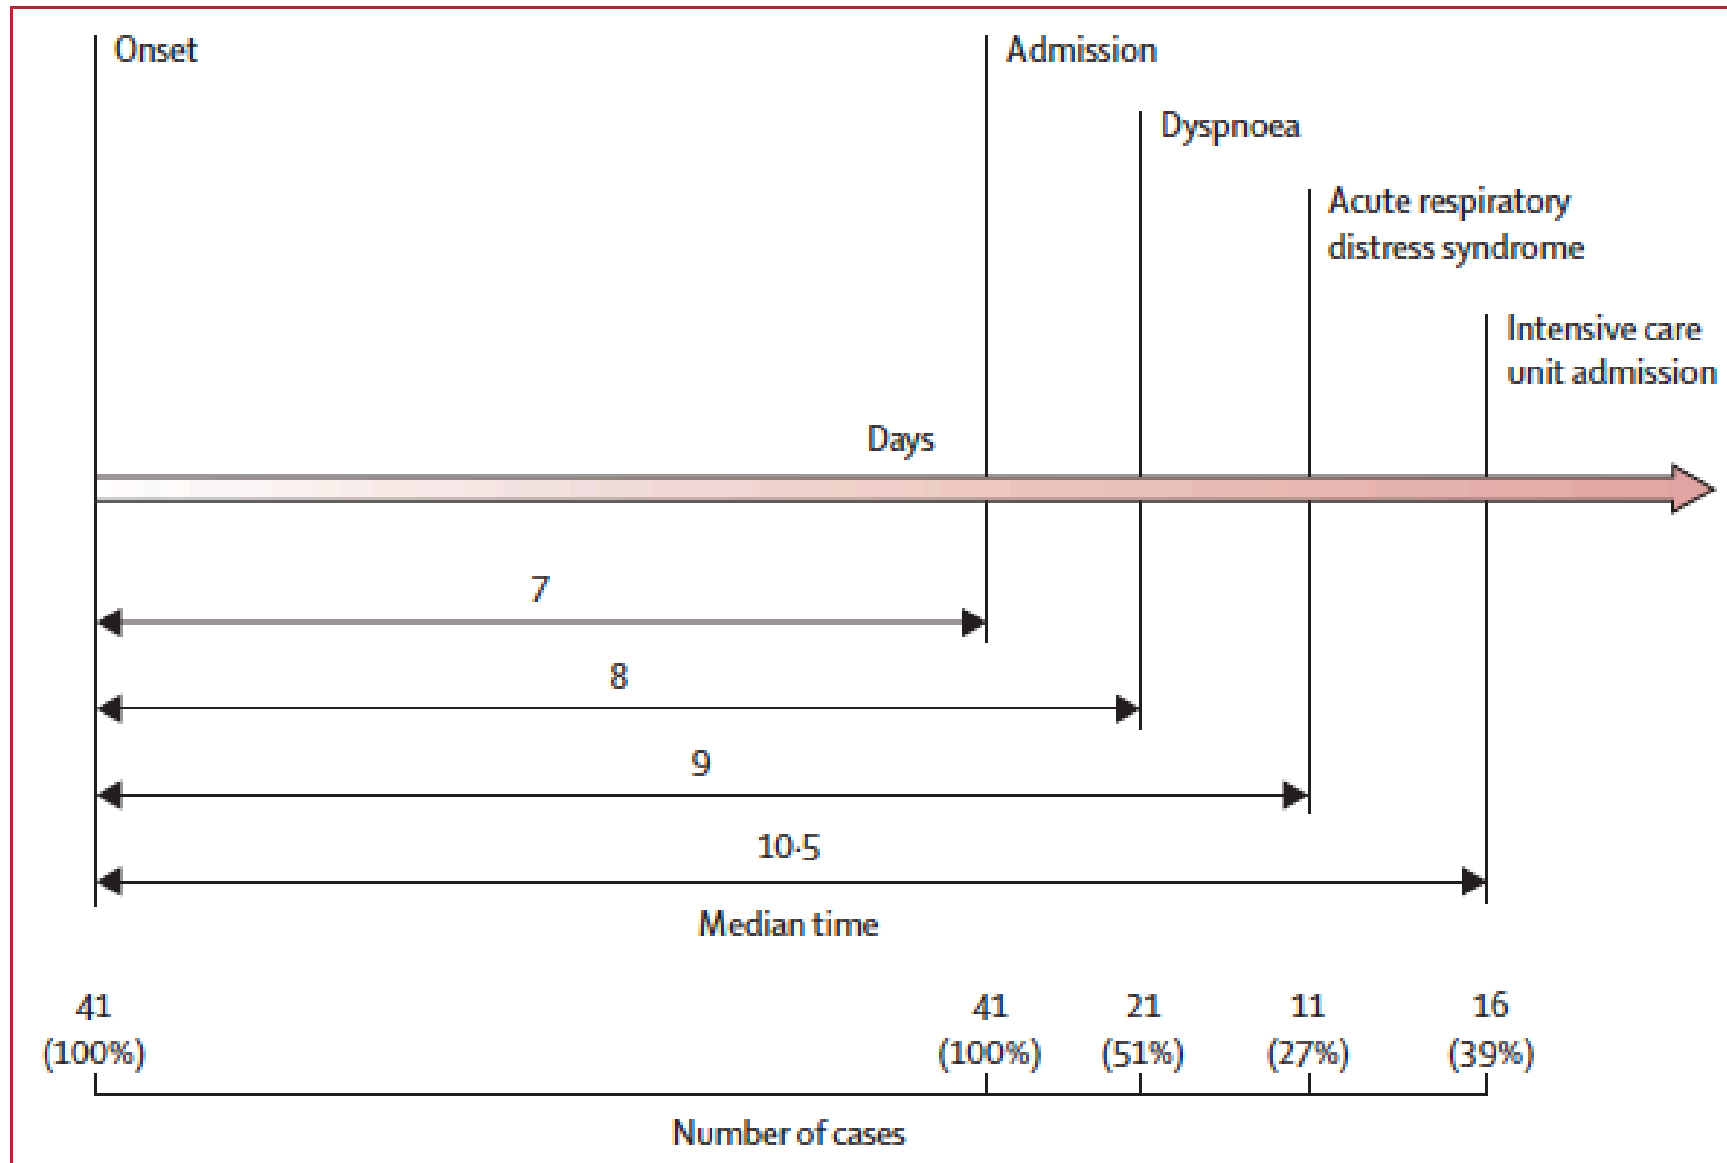 Onset
Admission
Dyspnoea
Acute respiratory
distress syndrome
Intensive care
unit admission
Days
7
8
9
10·5
Median time
41 41 21 11 16
(100%) (100%) (51%) (27%) (39%)
Number of cases